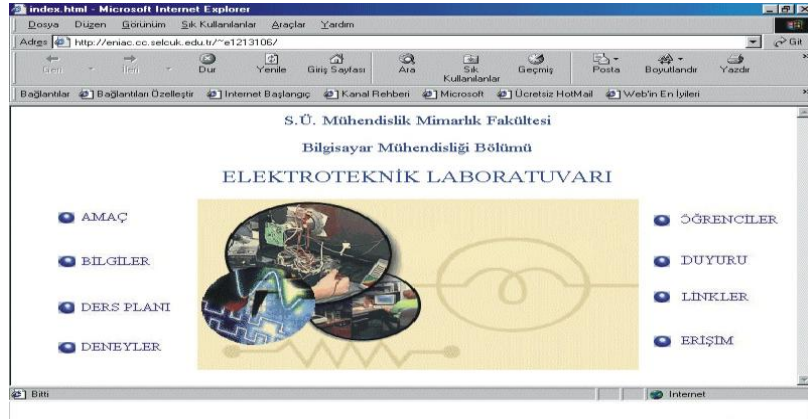 index.html - Microsoft Internet Explorer
Dosya Düzen Görünüm Sık Kullanılanlar Araçlar Yardım
Adres http://eniac.cc.selcuk.edu.tr/~e1213106/ Git
Geri İleri Dur Yenile Giriş Sayfası Ara Sık Kullanılanlar Geçmiş Posta Boyutlandır Yazdır
Bağlantılar Bağlantıları Özelleştir Internet Başlangıç Kanal Rehberi Microsoft Ücretsiz HotMail Web'in En İyileri
S.Ü. Mühendislik Mimarlık Fakültesi
Bilgisayar Mühendisliği Bölümü
ELEKTROTEKNİK LABORATUVARI
AMAÇ
BİLGİLER
DERS PLANI
DENEYLER
ÖĞRENCİLER
DUYURU
LİNKLER
ERİŞİM
Bitti Internet